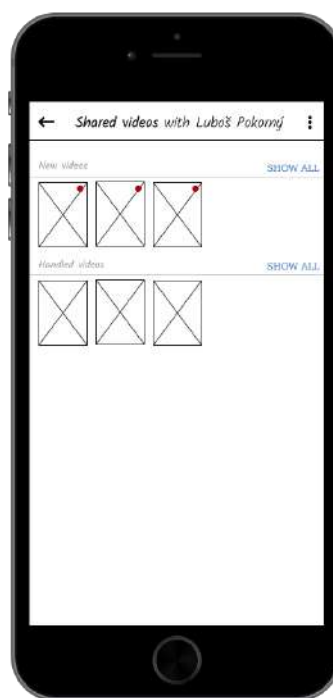 Shared videos with Luboš Pokorný
New videos
SHOW ALL
Handled videos
SHOW ALL